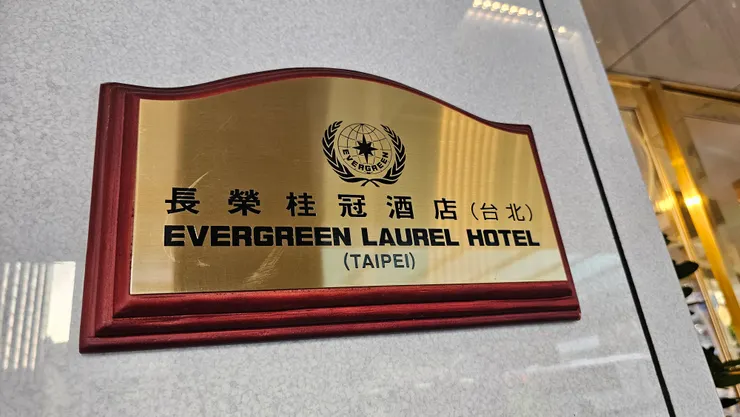 EVERGREEN
長榮桂冠酒店(台北)
EVERGREEN LAUREL HOTEL
(TAIPEI)